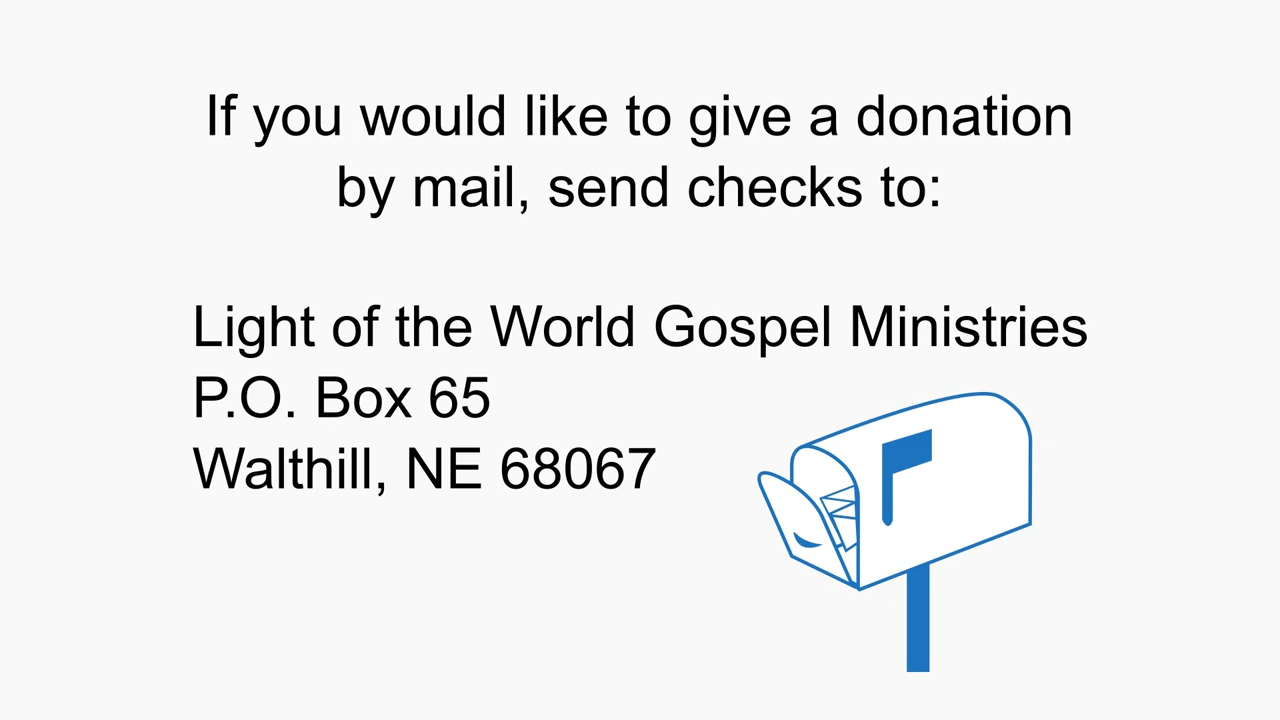 If you would like to give a donation
by mail, send checks to:
Light of the World Gospel Ministries
P.O. Box 65
Walthill, NE 68067